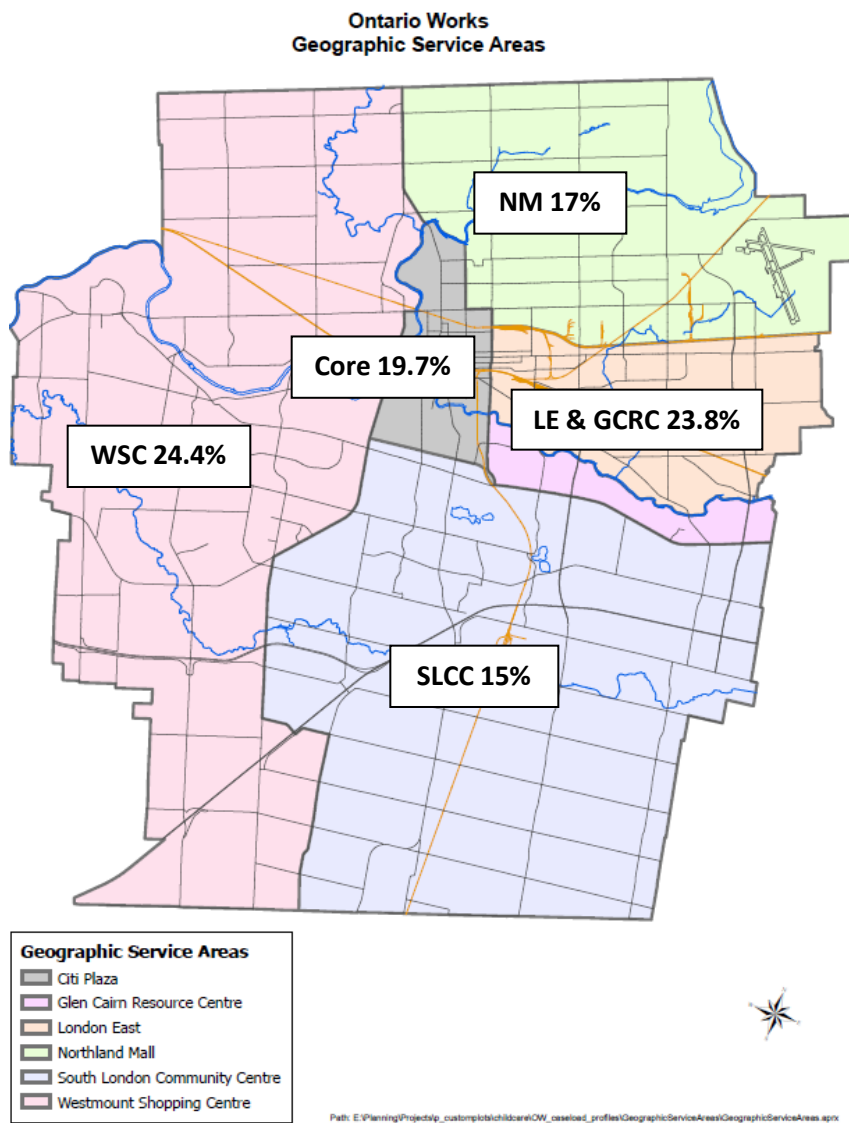 Ontario Works
Geographic Service Areas
NM 17%
Core 19.7%
LE & GCRC 23.8%
WSC 24.4%
SLCC 15%
Geographic Service Areas
Citi Plaza
Glen Cairn Resource Centre
London East
Northland Mall
South London Community Centre
Westmount Shopping Centre
Path: E:\Planning\Projects\p_customplots\childcare\OW_caseload_profiles\GeographicServiceAreas\GeographicServiceAreas.aprx